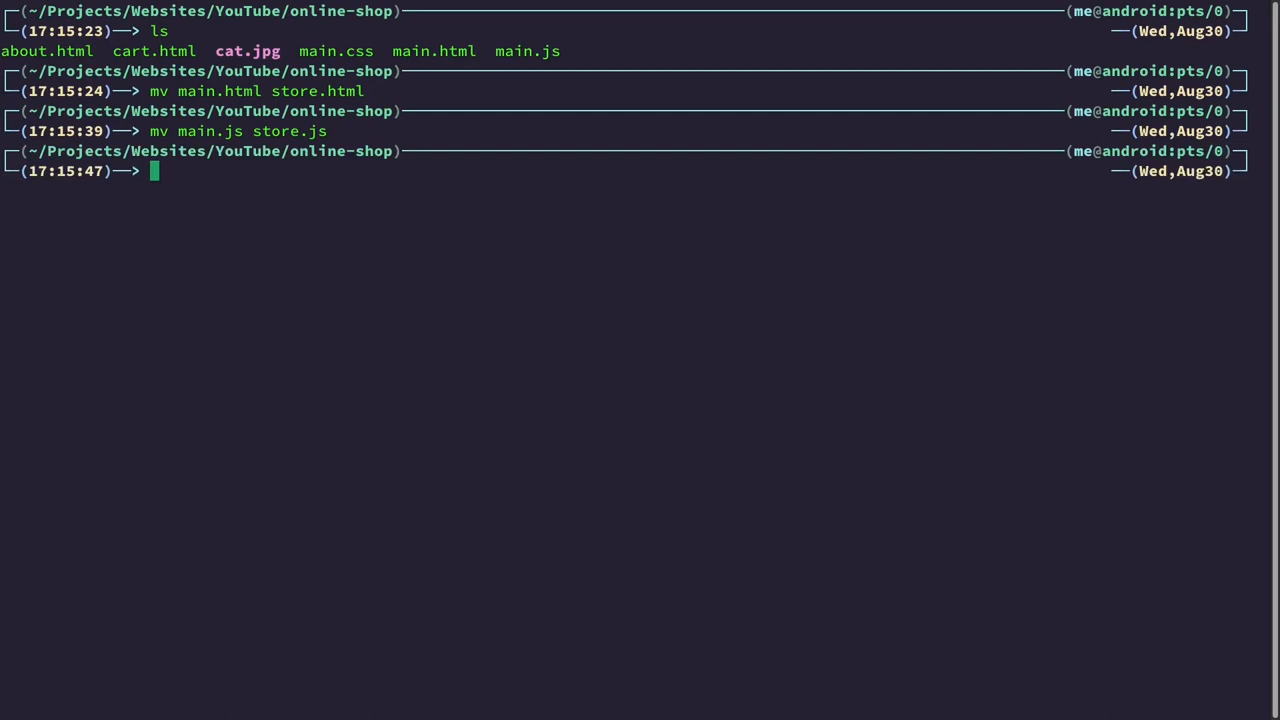 ┌─(~/Projects/Websites/YouTube/online-shop)────(me@android:pts/0)─┐
└─(17:15:23)──> ls ──(Wed,Aug30)─┘
about.html cart.html cat.jpg main.css main.html main.js
┌─(~/Projects/Websites/YouTube/online-shop)────(me@android:pts/0)─┐
└─(17:15:24)──> mv main.html store.html ──(Wed,Aug30)─┘
┌─(~/Projects/Websites/YouTube/online-shop)────(me@android:pts/0)─┐
└─(17:15:39)──> mv main.js store.js ──(Wed,Aug30)─┘
┌─(~/Projects/Websites/YouTube/online-shop)────(me@android:pts/0)─┐
└─(17:15:47)──> ──(Wed,Aug30)─┘